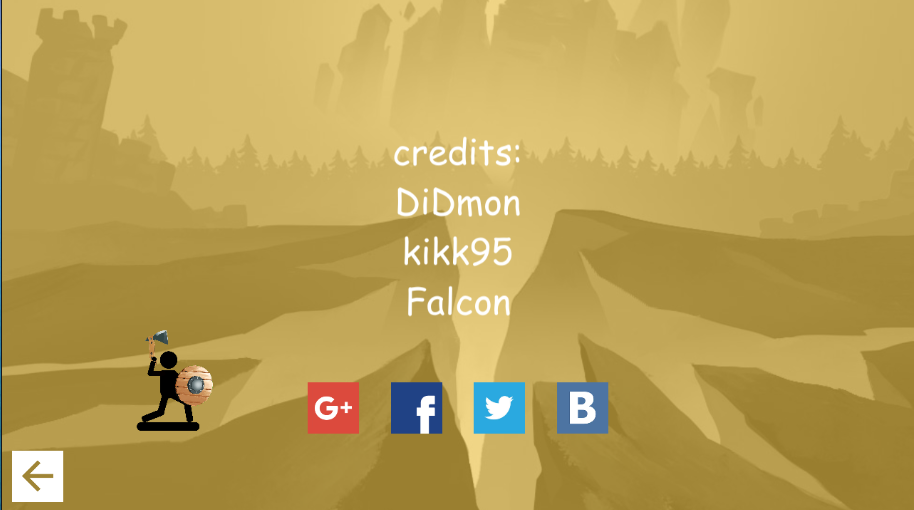 credits:
DiDmon
kikk95
Falcon
G+ f B